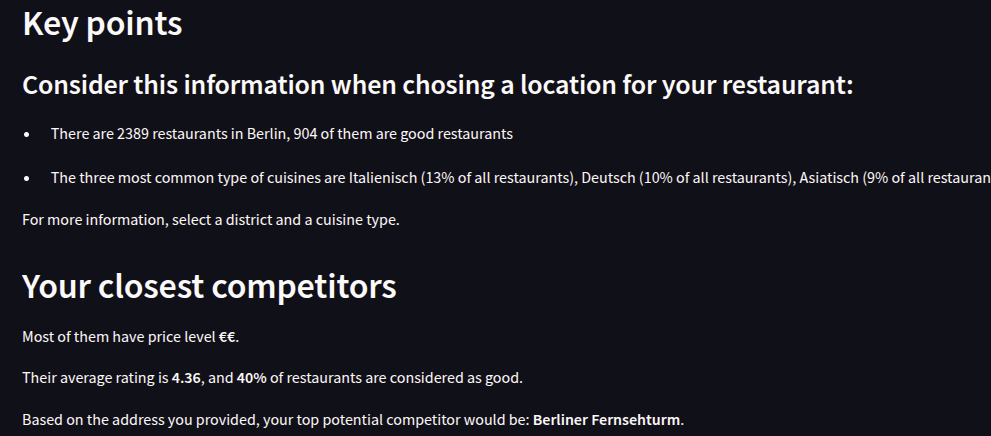 Key points
Consider this information when chosing a location for your restaurant:
There are 2389 restaurants in Berlin, 904 of them are good restaurants
The three most common type of cuisines are Italienisch (13% of all restaurants), Deutsch (10% of all restaurants), Asiatisch (9% of all restauran
For more information, select a district and a cuisine type.
Your closest competitors
Most of them have price level €€.
Their average rating is 4.36, and 40% of restaurants are considered as good.
Based on the address you provided, your top potential competitor would be: Berliner Fernsehturm.